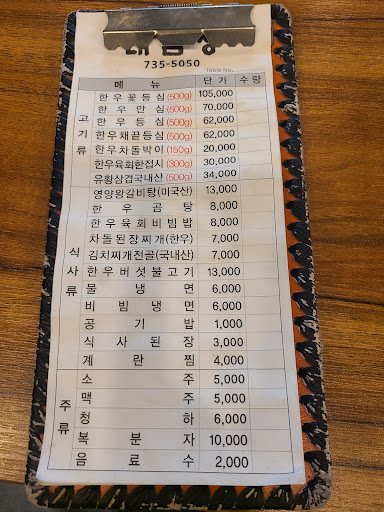 735-5050
Table No.
메 뉴 단 가 수 량
고기류
한우꽃등심(500g) 105,000
한 우 안 심(500g) 70,000
한 우 등 심(500g) 62,000
한우채끝등심(500g) 62,000
한우차돌박이(150g) 20,000
한우육회한접시(300g) 30,000
유황삼겹국내산(500g) 34,000
식사류
영양왕갈비탕(미국산) 13,000
한 우 곰 탕 8,000
한우육회비빔밥 8,000
차돌된장찌개(한우) 7,000
김치찌개전골(국내산) 7,000
한우버섯불고기 13,000
물 냉 면 6,000
비 빔 냉 면 6,000
공 기 밥 1,000
식 사 된 장 3,000
계 란 찜 4,000
주류
소 주 5,000
맥 주 5,000
청 하 6,000
복 분 자 10,000
음 료 수 2,000